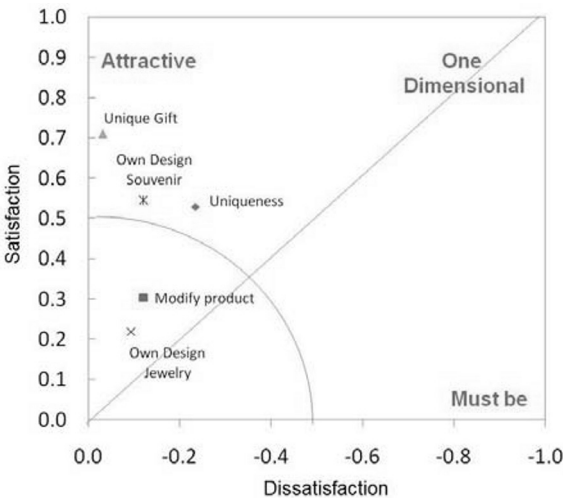 1.0
0.9
0.8
0.7
0.6
0.5
0.4
0.3
0.2
0.1
0.0
Satisfaction
Attractive
One
Dimensional
Unique Gift
Own Design
Souvenir
Uniqueness
Modify product
Own Design
Jewelry
Must be
0.0 -0.2 -0.4 -0.6 -0.8 -1.0
Dissatisfaction